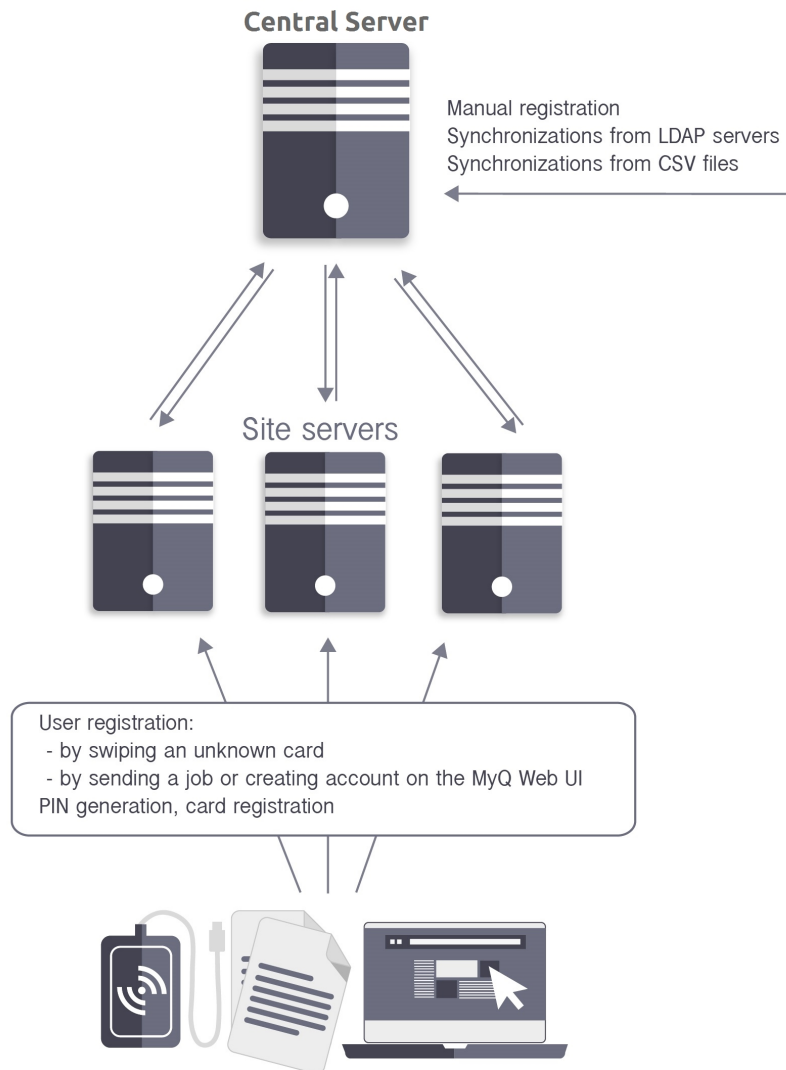 Central Server
Manual registration
Synchronizations from LDAP servers
Synchronizations from CSV files
Site servers
User registration:
- by swiping an unknown card
- by sending a job or creating account on the MyQ Web UI
PIN generation, card registration